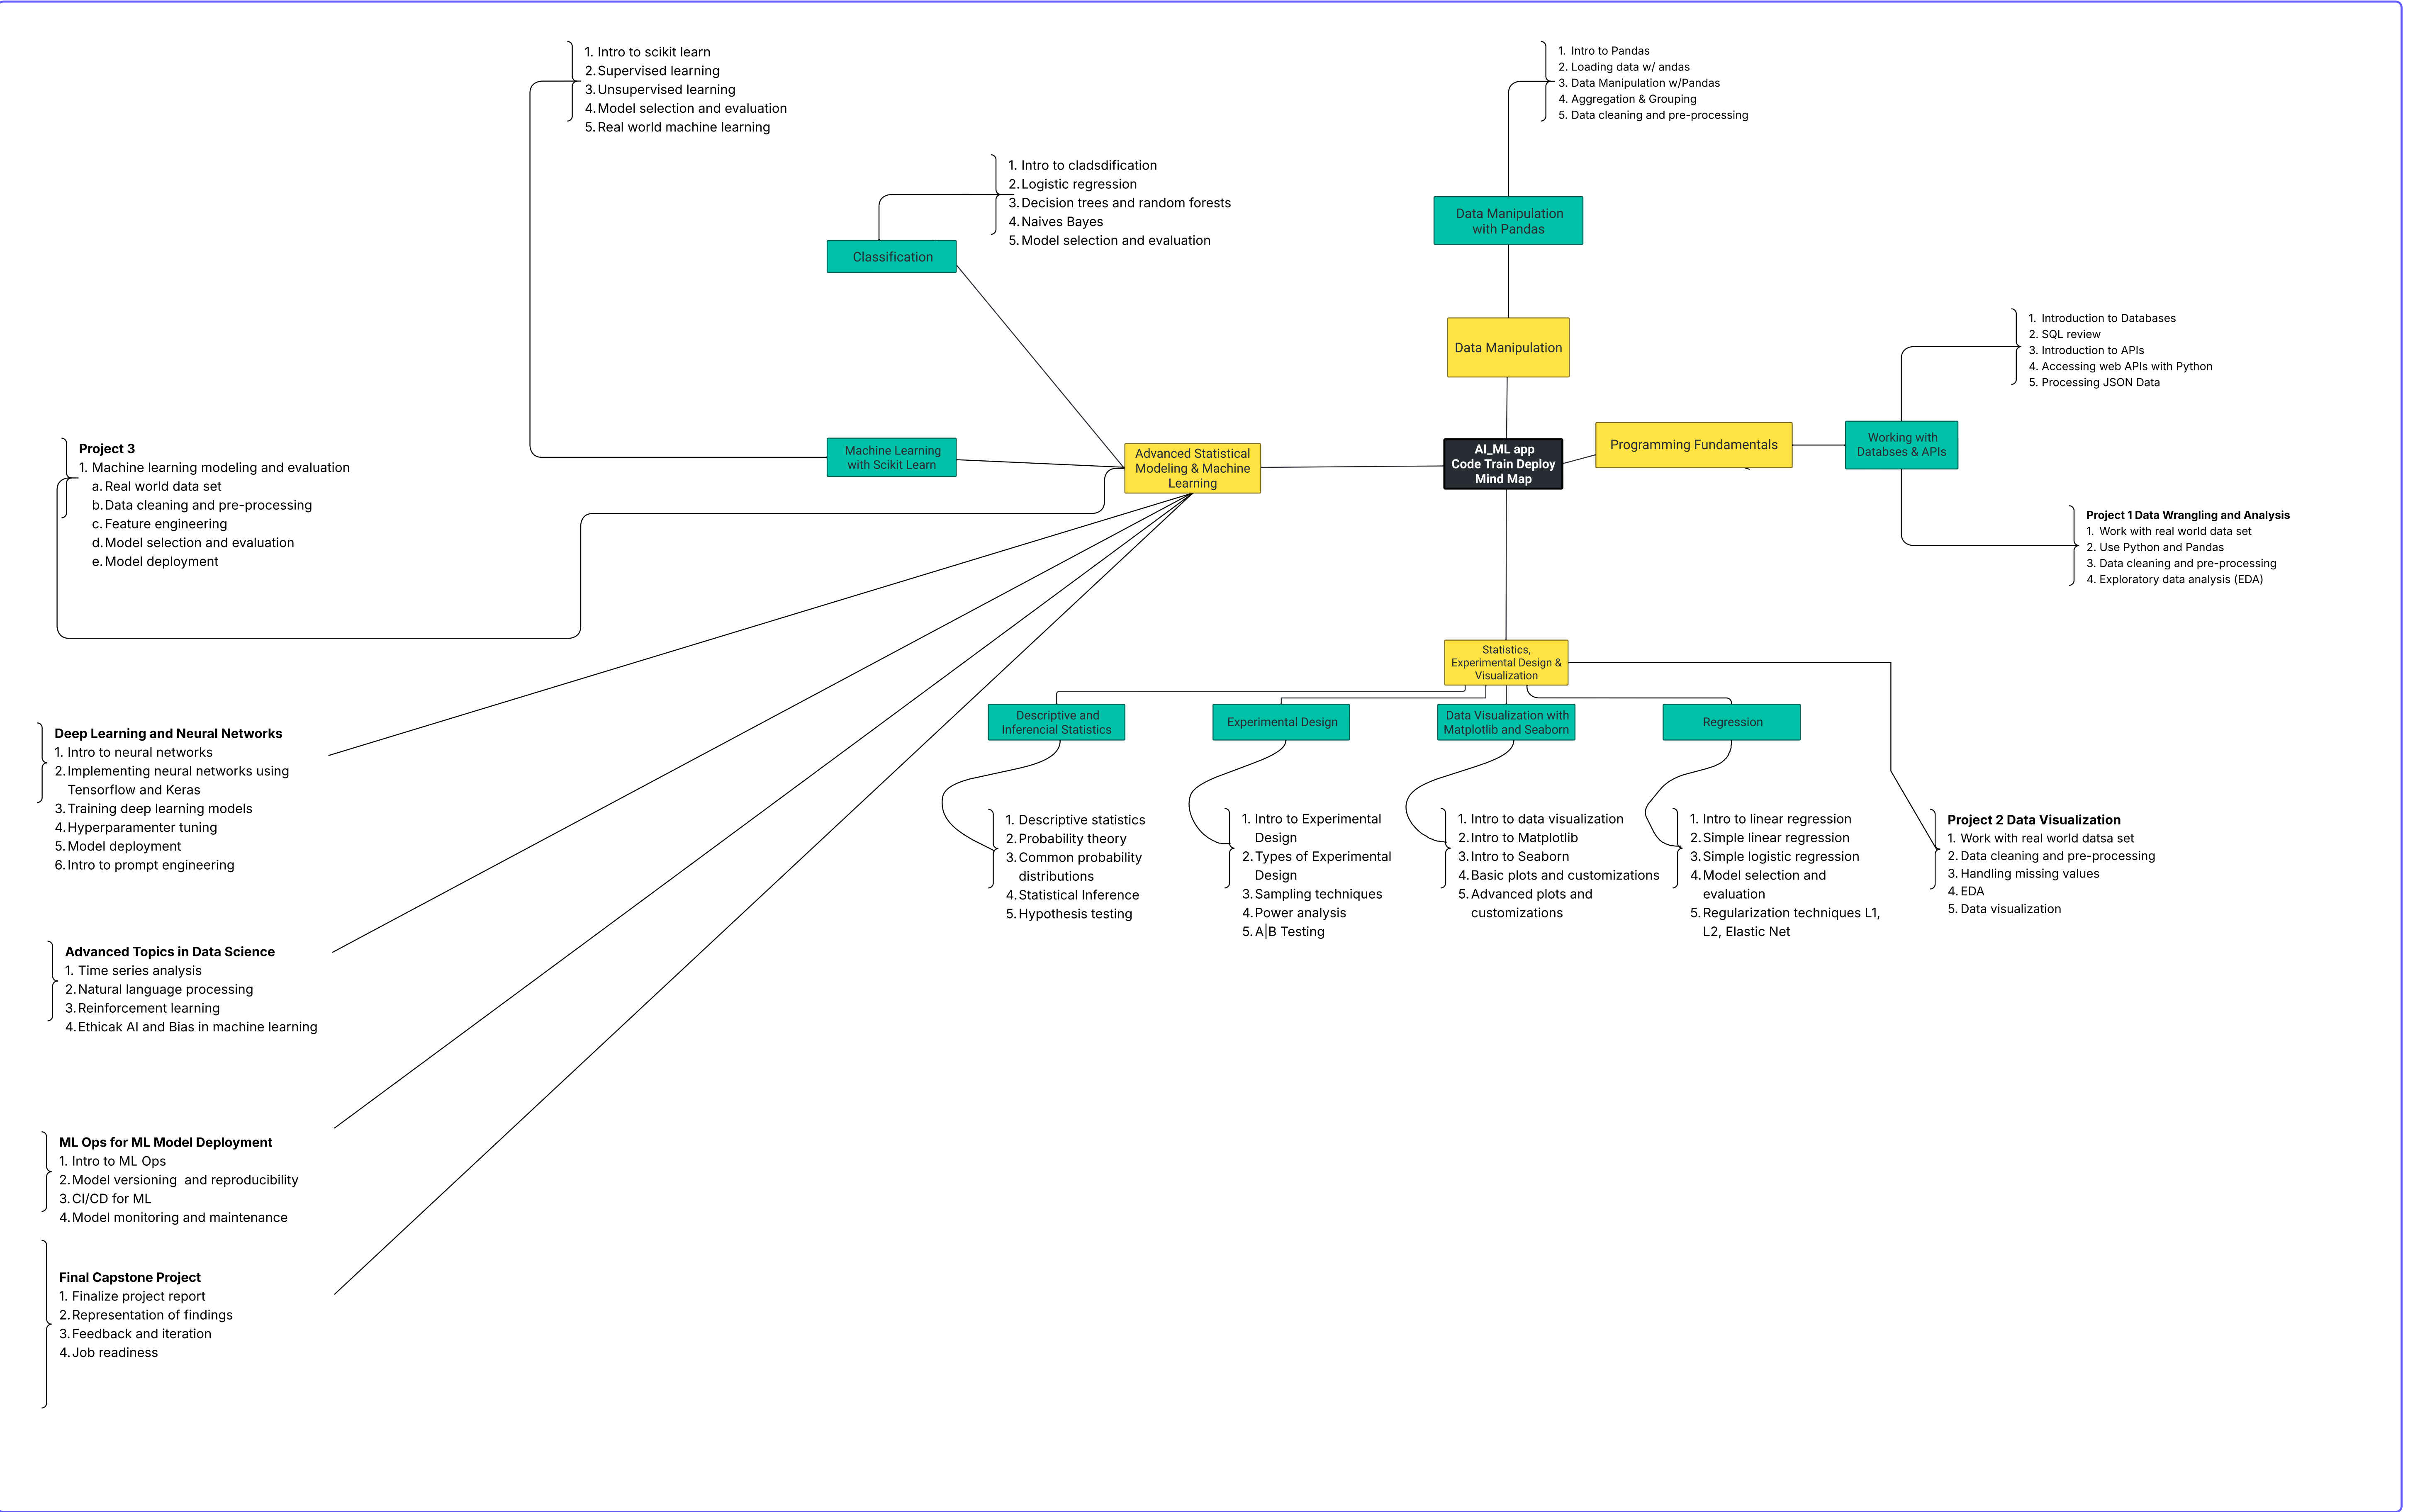 1. Intro to scikit learn
2. Supervised learning
3. Unsupervised learning
4. Model selection and evaluation
5. Real world machine learning
1. Intro to Pandas
2. Loading data w/ andas
3. Data Manipulation w/Pandas
4. Aggregation & Grouping
5. Data cleaning and pre-processing
1. Intro to cladsdification
2. Logistic regression
3. Decision trees and random forests
4. Naives Bayes
5. Model selection and evaluation
Classification
Data Manipulation
with Pandas
Data Manipulation
1. Introduction to Databases
2. SQL review
3. Introduction to APIs
4. Accessing web APIs with Python
5. Processing JSON Data
Project 3
1. Machine learning modeling and evaluation
a. Real world data set
b. Data cleaning and pre-processing
c. Feature engineering
d. Model selection and evaluation
e. Model deployment
Machine Learning
with Scikit Learn
Advanced Statistical
Modeling & Machine
Learning
AI_ML app
Code Train Deploy
Mind Map
Programming Fundamentals
Working with
Databses & APIs
Project 1 Data Wrangling and Analysis
1. Work with real world data set
2. Use Python and Pandas
3. Data cleaning and pre-processing
4. Exploratory data analysis (EDA)
Statistics,
Experimental Design &
Visualization
Descriptive and
Inferencial Statistics
Experimental Design
Data Visualization with
Matplotlib and Seaborn
Regression
Deep Learning and Neural Networks
1. Intro to neural networks
2. Implementing neural networks using
Tensorflow and Keras
3. Training deep learning models
4. Hyperparamenter tuning
5. Model deployment
6. Intro to prompt engineering
1. Descriptive statistics
2. Probability theory
3. Common probability
distributions
4. Statistical Inference
5. Hypothesis testing
1. Intro to Experimental
Design
2. Types of Experimental
Design
3. Sampling techniques
4. Power analysis
5. A|B Testing
1. Intro to data visualization
2. Intro to Matplotlib
3. Intro to Seaborn
4. Basic plots and customizations
5. Advanced plots and
customizations
1. Intro to linear regression
2. Simple linear regression
3. Simple logistic regression
4. Model selection and
evaluation
5. Regularization techniques L1,
L2, Elastic Net
Project 2 Data Visualization
1. Work with real world datsa set
2. Data cleaning and pre-processing
3. Handling missing values
4. EDA
5. Data visualization
Advanced Topics in Data Science
1. Time series analysis
2. Natural language processing
3. Reinforcement learning
4. Ethicak AI and Bias in machine learning
ML Ops for ML Model Deployment
1. Intro to ML Ops
2. Model versioning  and reproducibility
3. CI/CD for ML
4. Model monitoring and maintenance
Final Capstone Project
1. Finalize project report
2. Representation of findings
3. Feedback and iteration
4. Job readiness